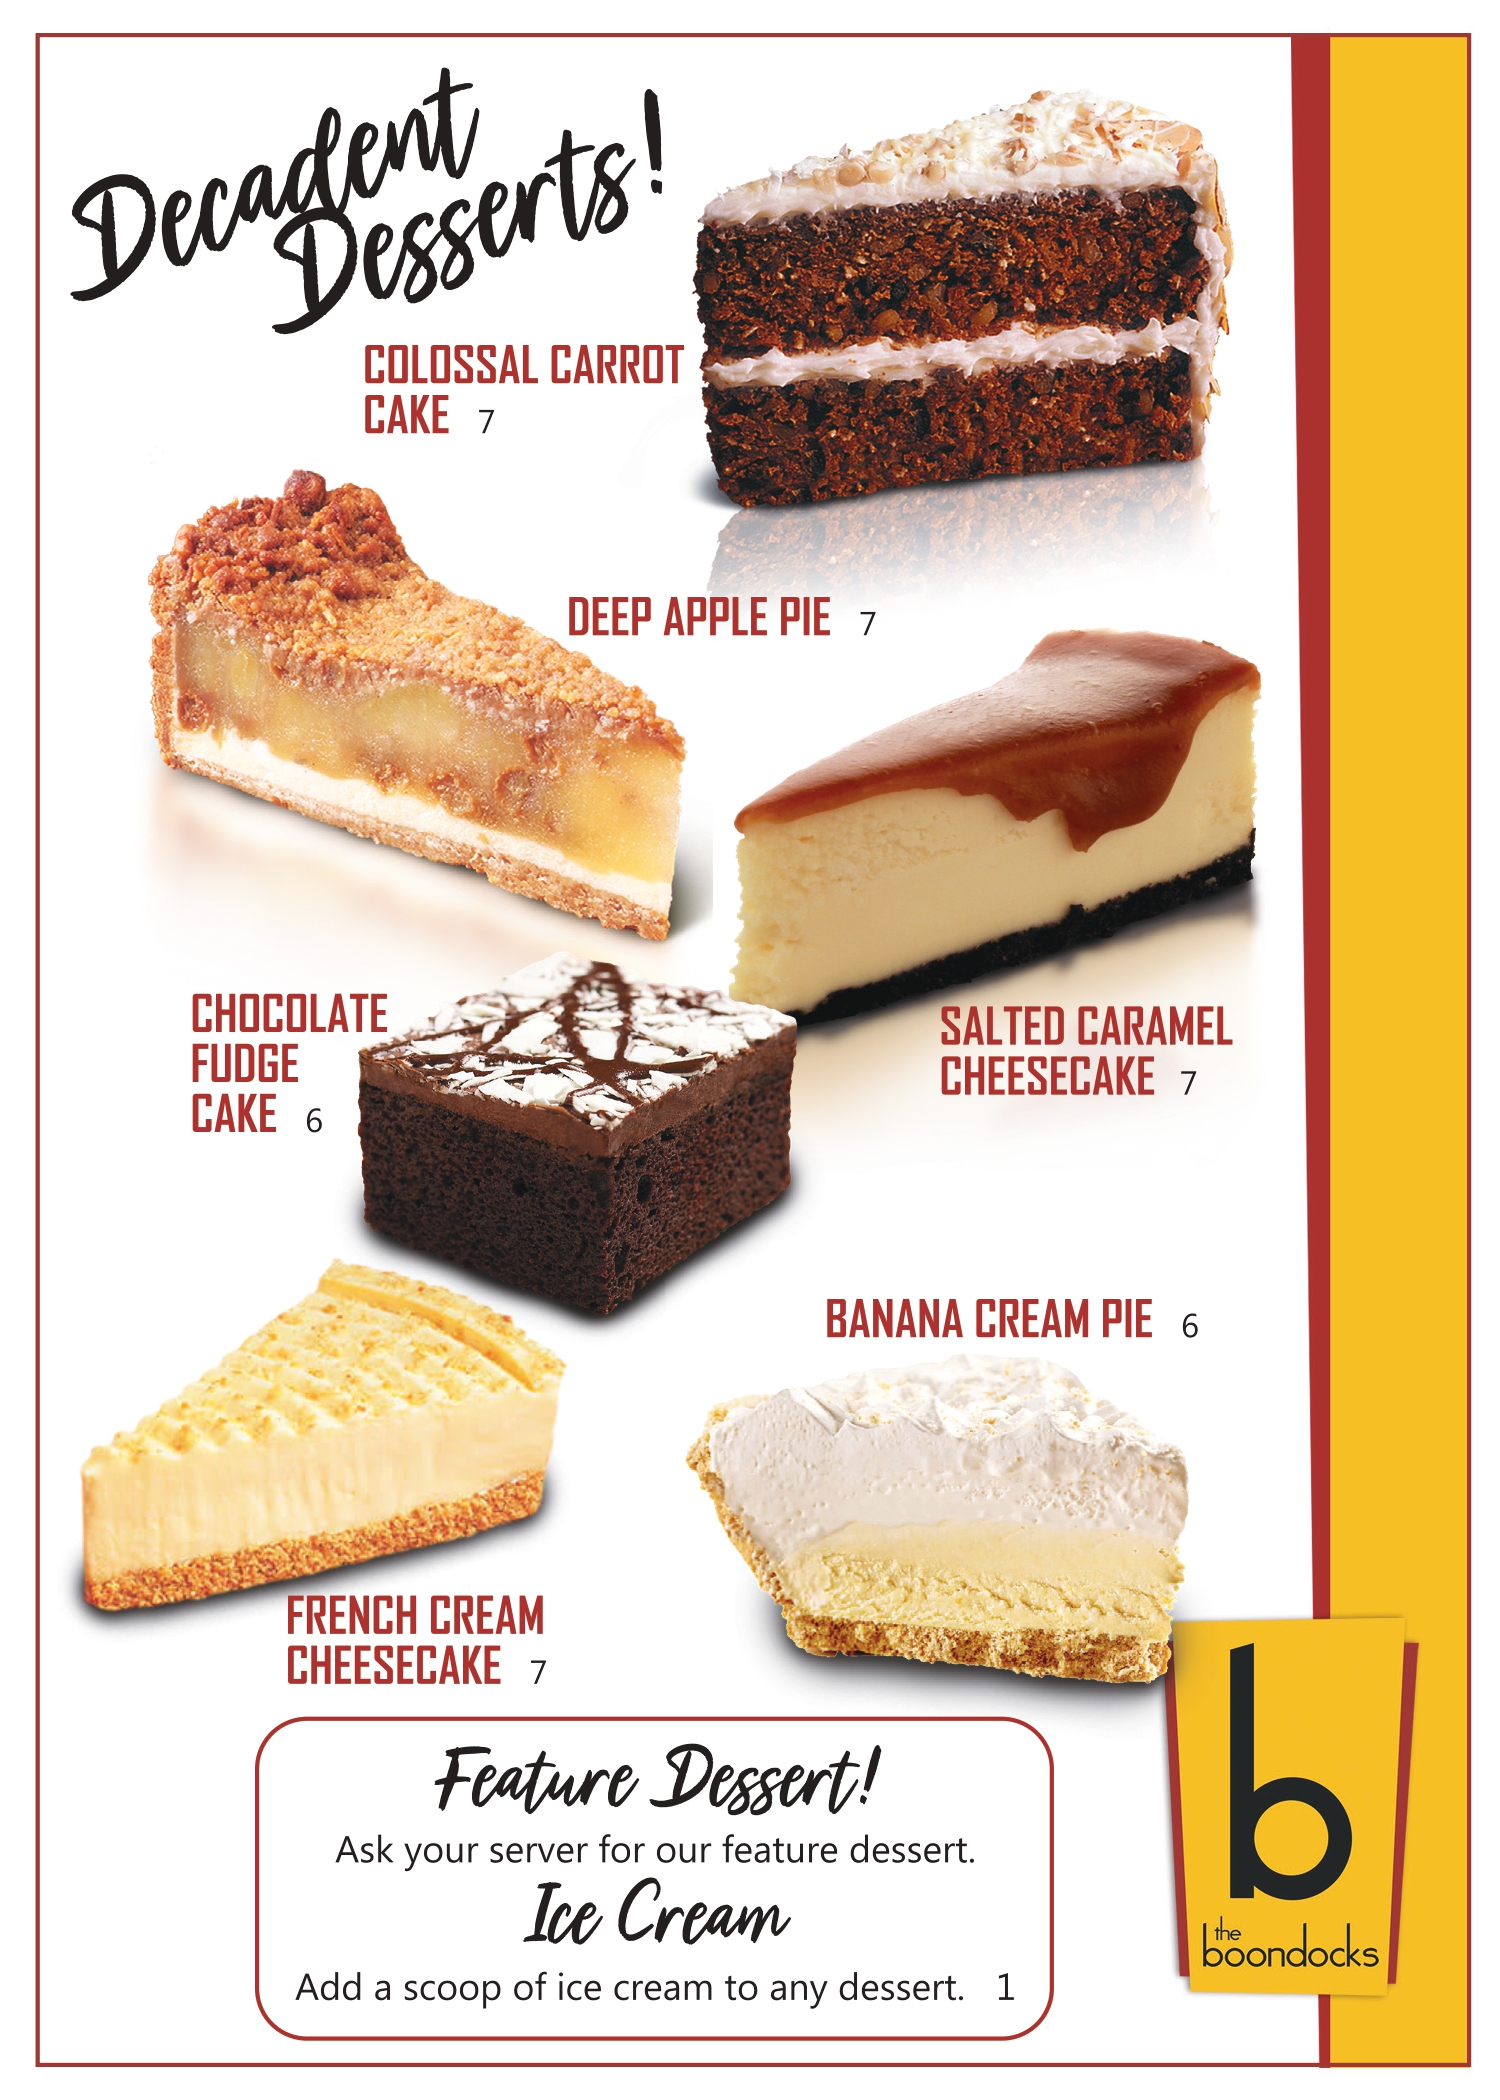 Decadent
Desserts!
COLOSSAL CARROT
CAKE 7
DEEP APPLE PIE 7
CHOCOLATE
FUDGE
CAKE 6
SALTED CARAMEL
CHEESECAKE 7
BANANA CREAM PIE 6
FRENCH CREAM
CHEESECAKE 7
Feature Dessert!
Ask your server for our feature dessert.
Ice Cream
Add a scoop of ice cream to any dessert. 1
b
the
boondocks